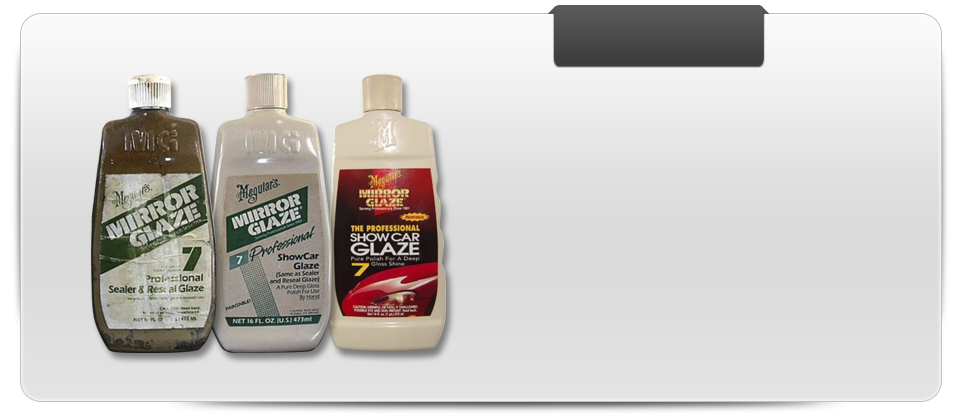 MG
Meguiar's
MIRROR
GLAZE
7
Professional
Sealer & Reseal Glaze
MG
Meguiar's
MIRROR
GLAZE
7 Professional
ShowCar
Glaze
(Same as Sealer
and Reseal Glaze)
A Pure Deep Gloss
Polish For Use
By Hand
PAINTABLE!
NET 16 FL. OZ. (U.S.) 473ml
M
Meguiar's
MIRROR
GLAZE
THE PROFESSIONAL
SHOW CAR
GLAZE
Pure Polish For A Deep
7 Gloss Shine